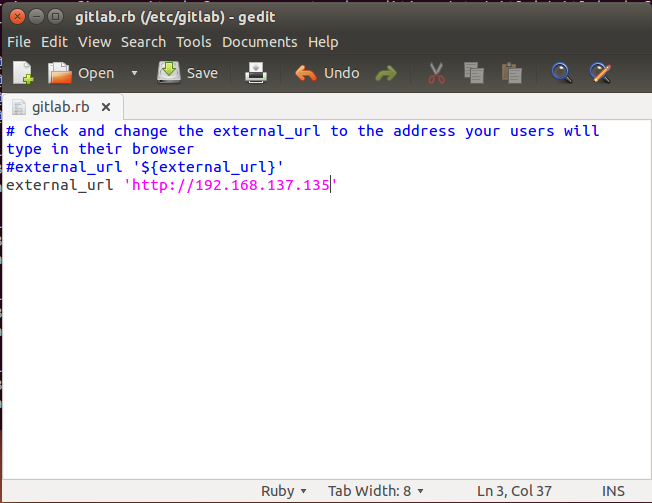 gitlab.rb (/etc/gitlab) - gedit
File Edit View Search Tools Documents Help
Open Save Undo
gitlab.rb
# Check and change the external_url to the address your users will
type in their browser
#external_url '${external_url}'
external_url 'http://192.168.137.135'
Ruby Tab Width: 8 Ln 3, Col 37 INS